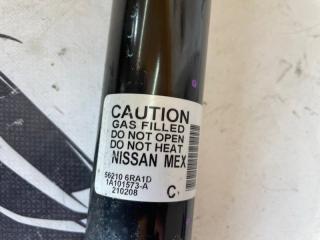 CAUTION
GAS FILLED
DO NOT OPEN
DO NOT HEAT
NISSAN MEX
56210 6RA1D
1A101573-A
210208
C